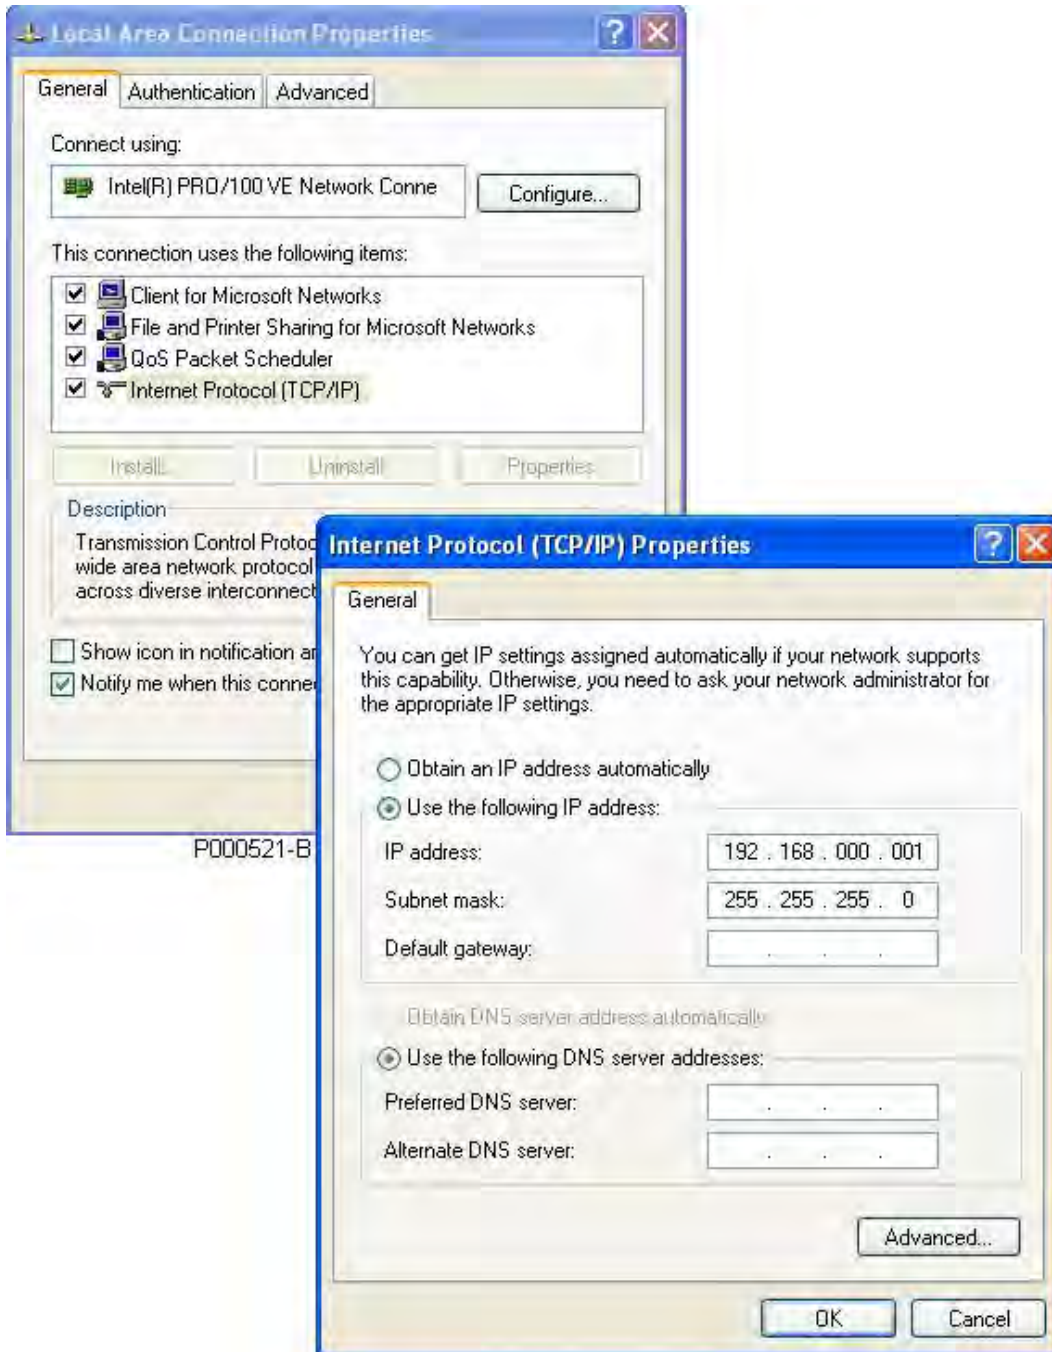 Local Area Connection Properties
General Authentication Advanced
Connect using:
Intel(R) PRO/100 VE Network Conne
Configure...
This connection uses the following items:
Client for Microsoft Networks
File and Printer Sharing for Microsoft Networks
QoS Packet Scheduler
Internet Protocol (TCP/IP)
Install... Uninstall Properties
Description
Transmission Control Protoc
wide area network protocol
across diverse interconnect
Show icon in notification ar
Notify me when this connec
P000521-B
Internet Protocol (TCP/IP) Properties
General
You can get IP settings assigned automatically if your network supports
this capability. Otherwise, you need to ask your network administrator for
the appropriate IP settings.
Obtain an IP address automatically
Use the following IP address:
IP address: 192 . 168 . 000 . 001
Subnet mask: 255 . 255 . 255 . 0
Default gateway: . . .
Obtain DNS server address automatically
Use the following DNS server addresses:
Preferred DNS server: . . .
Alternate DNS server: . . .
Advanced...
OK Cancel